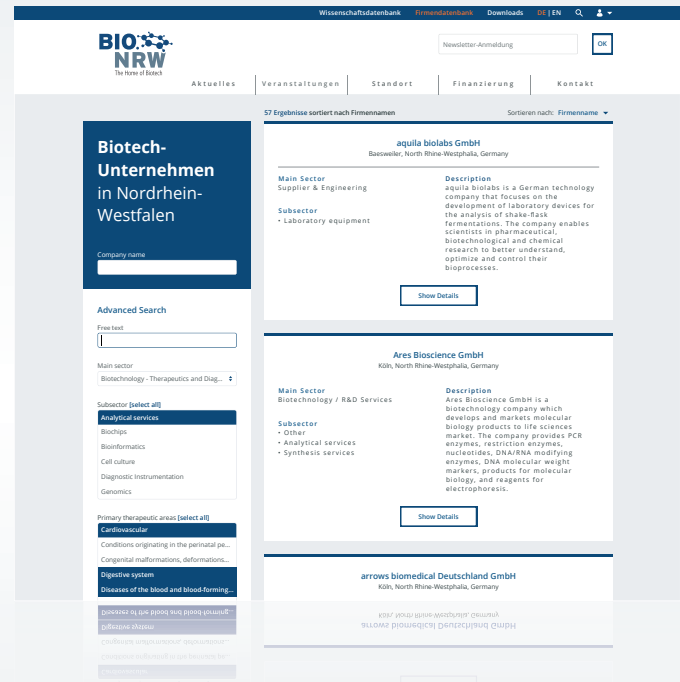 Wissenschaftsdatenbank Firmendatenbank Downloads DE | EN
BIO.
NRW
The Home of Biotech
Newsletter-Anmeldung
OK
Aktuelles Veranstaltungen Standort Finanzierung Kontakt
57 Ergebnisse sortiert nach Firmennamen
Sortieren nach: Firmenname
Biotech-
Unternehmen
in Nordrhein-
Westfalen
Company name
Advanced Search
Free text
Main sector
Biotechnology - Therapeutics and Diag...
Subsector [select all]
Analytical services
Biochips
Bioinformatics
Cell culture
Diagnostic Instrumentation
Genomics
Primary therapeutic areas [select all]
Cardiovascular
Conditions originating in the perinatal pe...
Congenital malformations, deformations...
Digestive system
Diseases of the blood and blood-forming...
aquila biolabs GmbH
Baesweiler, North Rhine-Westphalia, Germany
Main Sector
Supplier & Engineering
Subsector
• Laboratory equipment
Description
aquila biolabs is a German technology
company that focuses on the
development of laboratory devices for
the analysis of shake-flask
fermentations. The company enables
scientists in pharmaceutical,
biotechnological and chemical
research to better understand,
optimize and control their
bioprocesses.
Show Details
Ares Bioscience GmbH
Köln, North Rhine-Westphalia, Germany
Main Sector
Biotechnology / R&D Services
Subsector
• Other
• Analytical services
• Synthesis services
Description
Ares Bioscience GmbH is a
biotechnology company which
develops and markets molecular
biology products to life sciences
market. The company provides PCR
enzymes, restriction enzymes,
nucleotides, DNA/RNA modifying
enzymes, DNA molecular weight
markers, products for molecular
biology, and reagents for
electrophoresis.
Show Details
arrows biomedical Deutschland GmbH
Köln, North Rhine-Westphalia, Germany